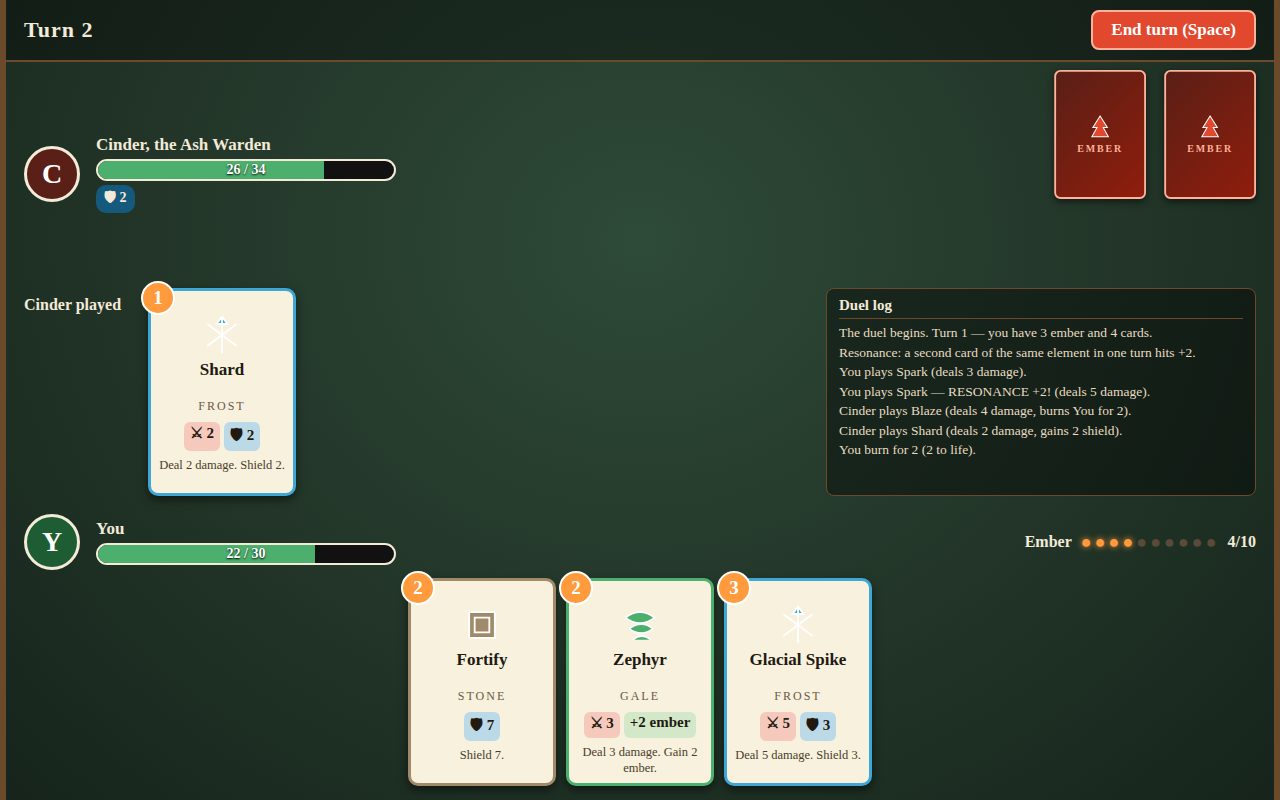 Turn 2
End turn (Space)
EMBER
EMBER
C
Cinder, the Ash Warden
26 / 34
2
Cinder played
1
Shard
FROST
2
2
Deal 2 damage. Shield 2.
Duel log
The duel begins. Turn 1 — you have 3 ember and 4 cards.
Resonance: a second card of the same element in one turn hits +2.
You plays Spark (deals 3 damage).
You plays Spark — RESONANCE +2! (deals 5 damage).
Cinder plays Blaze (deals 4 damage, burns You for 2).
Cinder plays Shard (deals 2 damage, gains 2 shield).
You burn for 2 (2 to life).
Y
You
22 / 30
Ember
4/10
2
Fortify
STONE
7
Shield 7.
2
Zephyr
GALE
3
+2 ember
Deal 3 damage. Gain 2
ember.
3
Glacial Spike
FROST
5
3
Deal 5 damage. Shield 3.